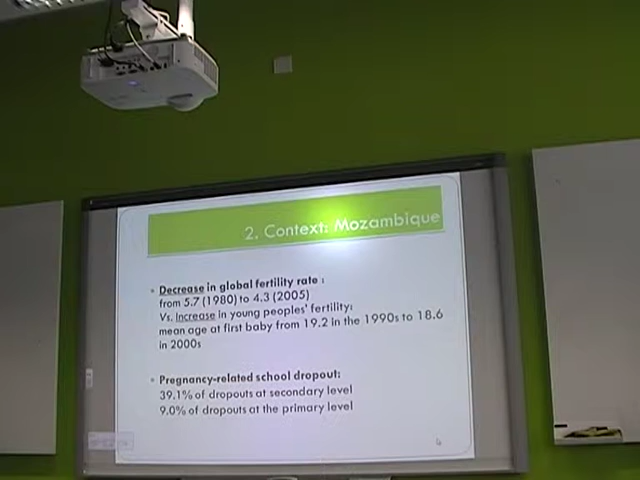 2. Context: Mozambique
Decrease in global fertility rate :
from 5.7 (1980) to 4.3 (2005)
Vs. Increase in young peoples' fertility:
mean age at first baby from 19.2 in the 1990s to 18.6
in 2000s
Pregnancy-related school dropout:
39.1% of dropouts at secondary level
9.0% of dropouts at the primary level